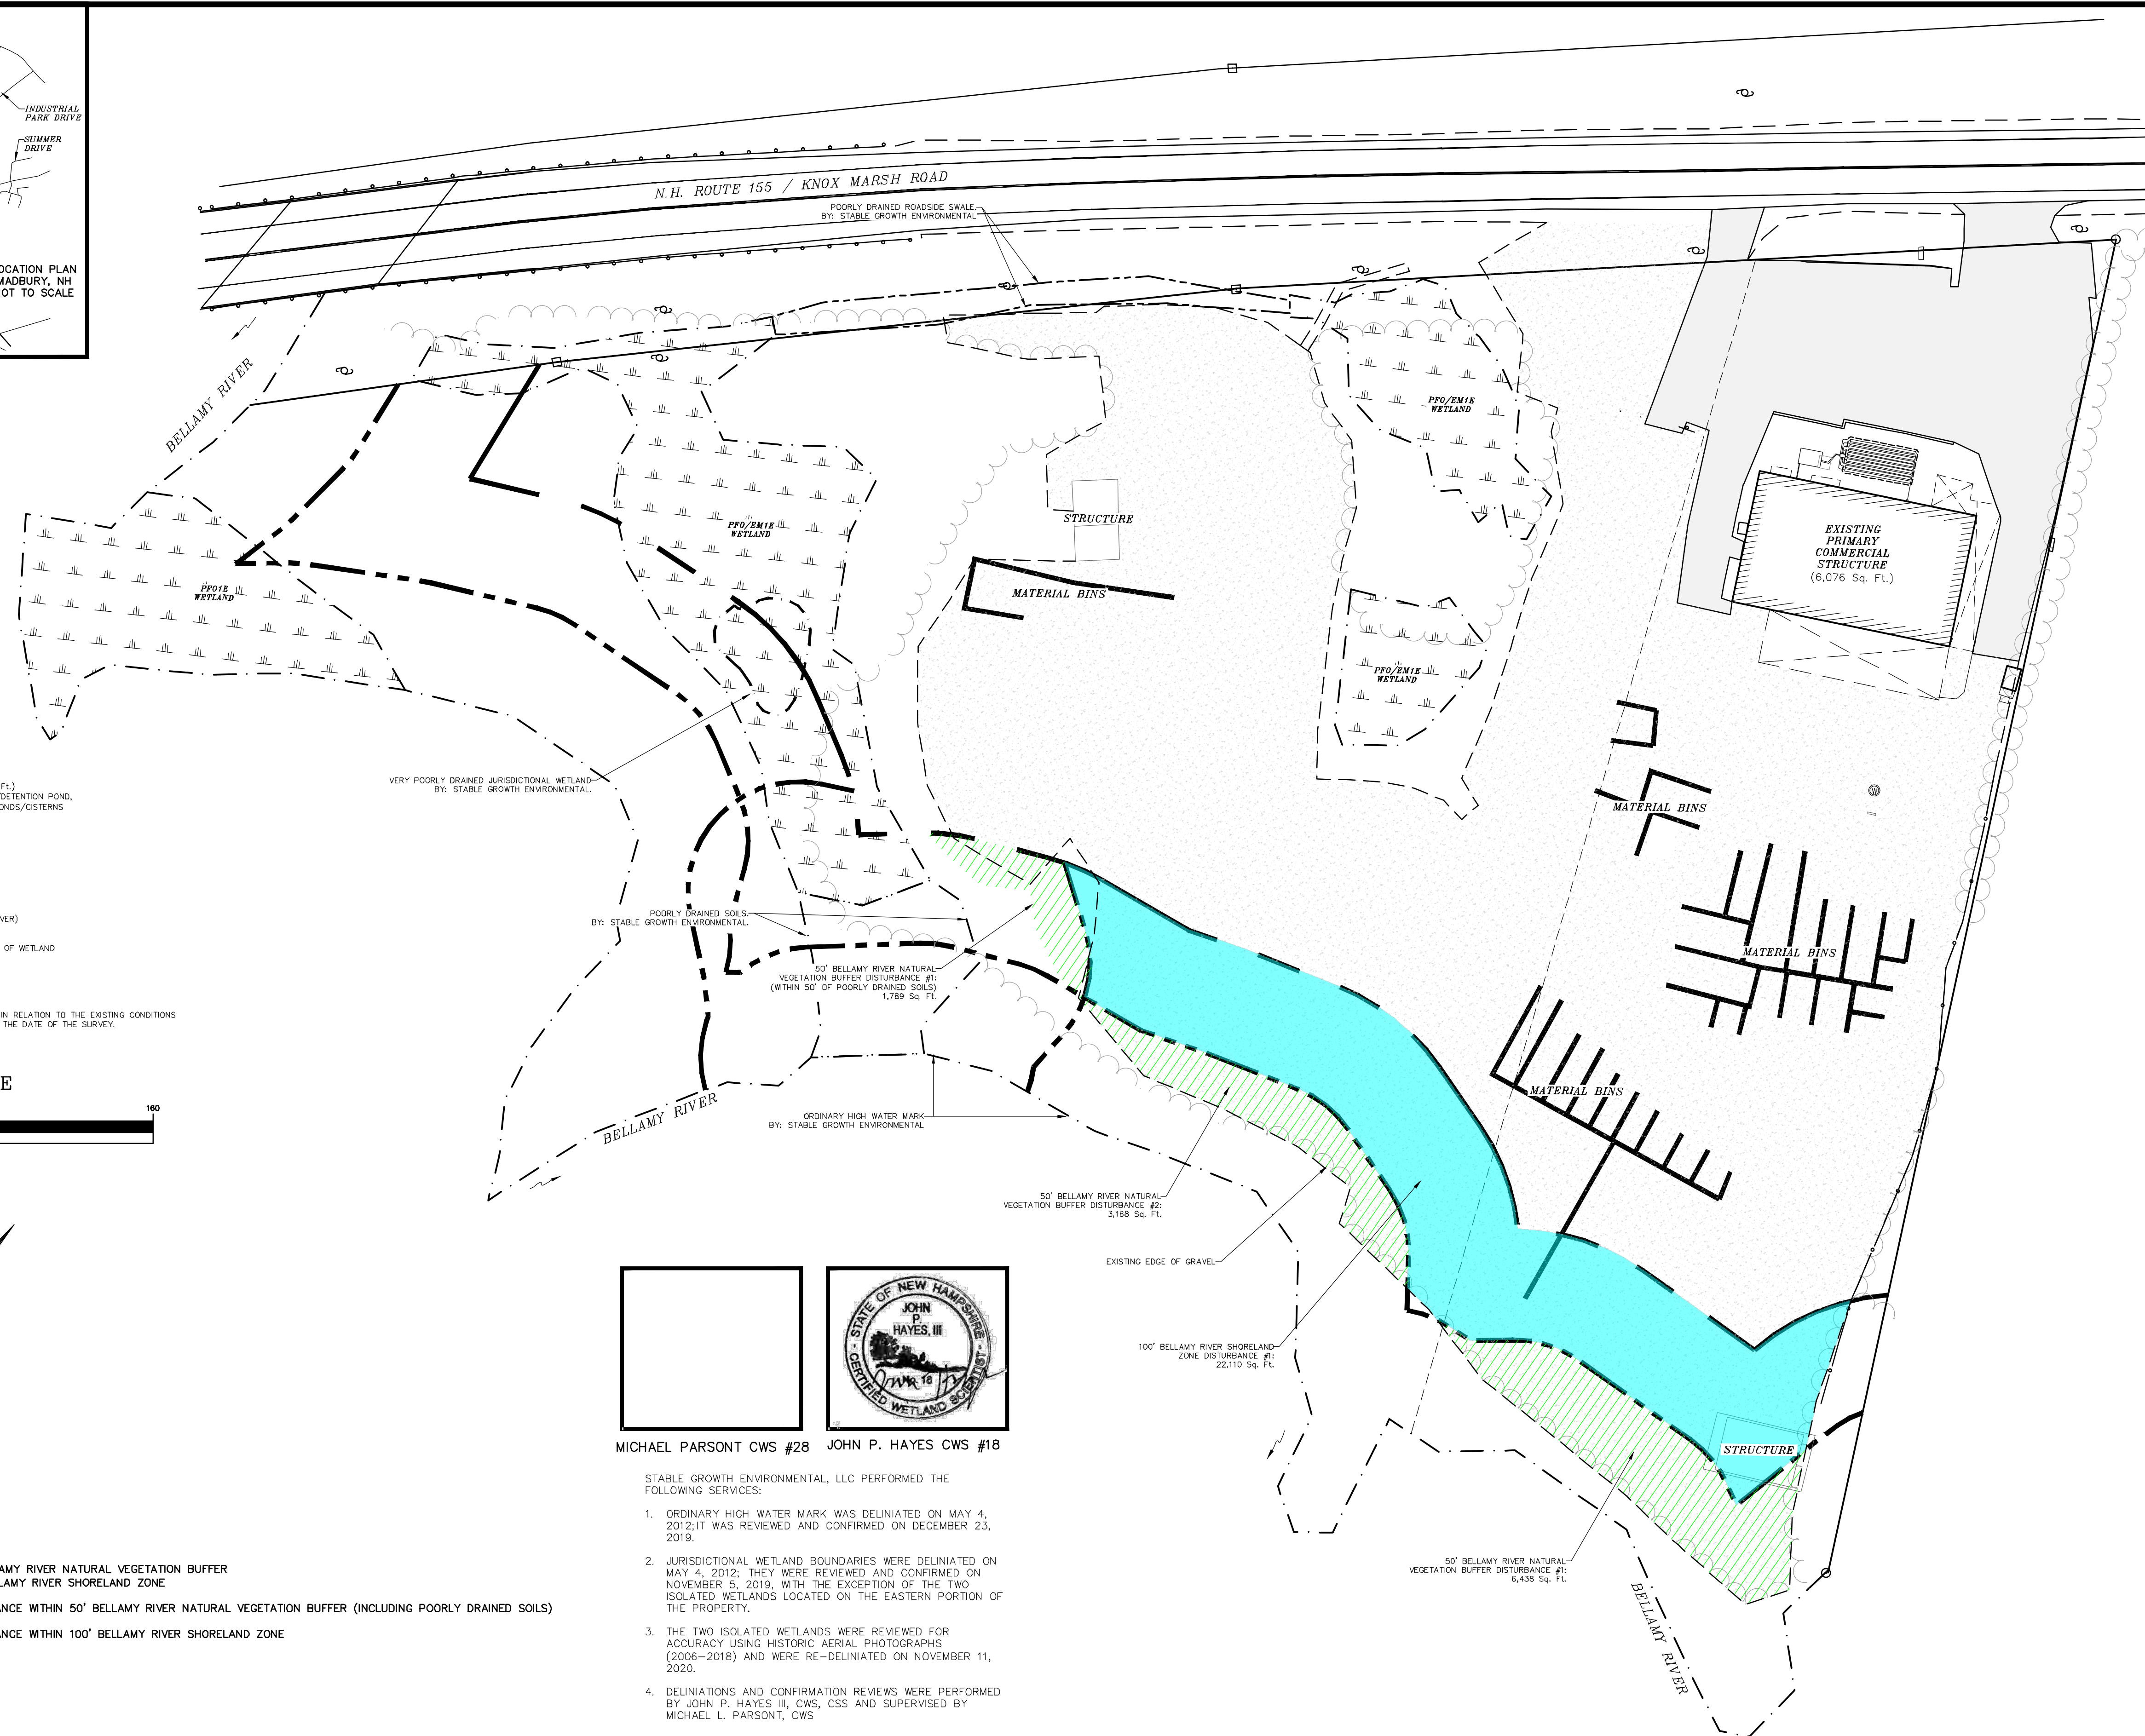 INDUSTRIAL
PARK DRIVE
SUMMER
DRIVE
OCATION PLAN
MADBURY, NH
OT TO SCALE
N.H. ROUTE 155 / KNOX MARSH ROAD
POORLY DRAINED ROADSIDE SWALE.
BY: STABLE GROWTH ENVIRONMENTAL
BELLAMY RIVER
PFO/EM1E
WETLAND
PFO/EM1E
WETLAND
STRUCTURE
EXISTING
PRIMARY
COMMERCIAL
STRUCTURE
(6,076 Sq. Ft.)
PFO1E
WETLAND
MATERIAL BINS
PFO/EM1E
WETLAND
VERY POORLY DRAINED JURISDICTIONAL WETLAND
BY: STABLE GROWTH ENVIRONMENTAL.
Ft.)
/DETENTION POND,
ONDS/CISTERNS
W
MATERIAL BINS
VER)
OF WETLAND
POORLY DRAINED SOILS.
BY: STABLE GROWTH ENVIRONMENTAL.
MATERIAL BINS
50' BELLAMY RIVER NATURAL
VEGETATION BUFFER DISTURBANCE #1:
(WITHIN 50' OF POORLY DRAINED SOILS)
1,789 Sq. Ft.
IN RELATION TO THE EXISTING CONDITIONS
THE DATE OF THE SURVEY.
E
160
MATERIAL BINS
BELLAMY RIVER
ORDINARY HIGH WATER MARK
BY: STABLE GROWTH ENVIRONMENTAL
50' BELLAMY RIVER NATURAL
VEGETATION BUFFER DISTURBANCE #2:
3,168 Sq. Ft.
EXISTING EDGE OF GRAVEL
100' BELLAMY RIVER SHORELAND
ZONE DISTURBANCE #1:
22,110 Sq. Ft.
STATE OF NEW HAMPSHIRE
JOHN
P.
HAYES, III
No. 18
CERTIFIED WETLAND SCIENTIST
MICHAEL PARSONT CWS #28
JOHN P. HAYES CWS #18
STRUCTURE
STABLE GROWTH ENVIRONMENTAL, LLC PERFORMED THE
FOLLOWING SERVICES:
1. ORDINARY HIGH WATER MARK WAS DELINIATED ON MAY 4,
2012;IT WAS REVIEWED AND CONFIRMED ON DECEMBER 23,
2019.
2. JURISDICTIONAL WETLAND BOUNDARIES WERE DELINIATED ON
MAY 4, 2012; THEY WERE REVIEWED AND CONFIRMED ON
NOVEMBER 5, 2019, WITH THE EXCEPTION OF THE TWO
ISOLATED WETLANDS LOCATED ON THE EASTERN PORTION OF
THE PROPERTY.
3. THE TWO ISOLATED WETLANDS WERE REVIEWED FOR
ACCURACY USING HISTORIC AERIAL PHOTOGRAPHS
(2006-2018) AND WERE RE-DELINIATED ON NOVEMBER 11,
2020.
4. DELINIATIONS AND CONFIRMATION REVIEWS WERE PERFORMED
BY JOHN P. HAYES III, CWS, CSS AND SUPERVISED BY
MICHAEL L. PARSONT, CWS
50' BELLAMY RIVER NATURAL
VEGETATION BUFFER DISTURBANCE #1:
6,438 Sq. Ft.
BELLAMY RIVER
AMY RIVER NATURAL VEGETATION BUFFER
LAMY RIVER SHORELAND ZONE
NCE WITHIN 50' BELLAMY RIVER NATURAL VEGETATION BUFFER (INCLUDING POORLY DRAINED SOILS)
NCE WITHIN 100' BELLAMY RIVER SHORELAND ZONE